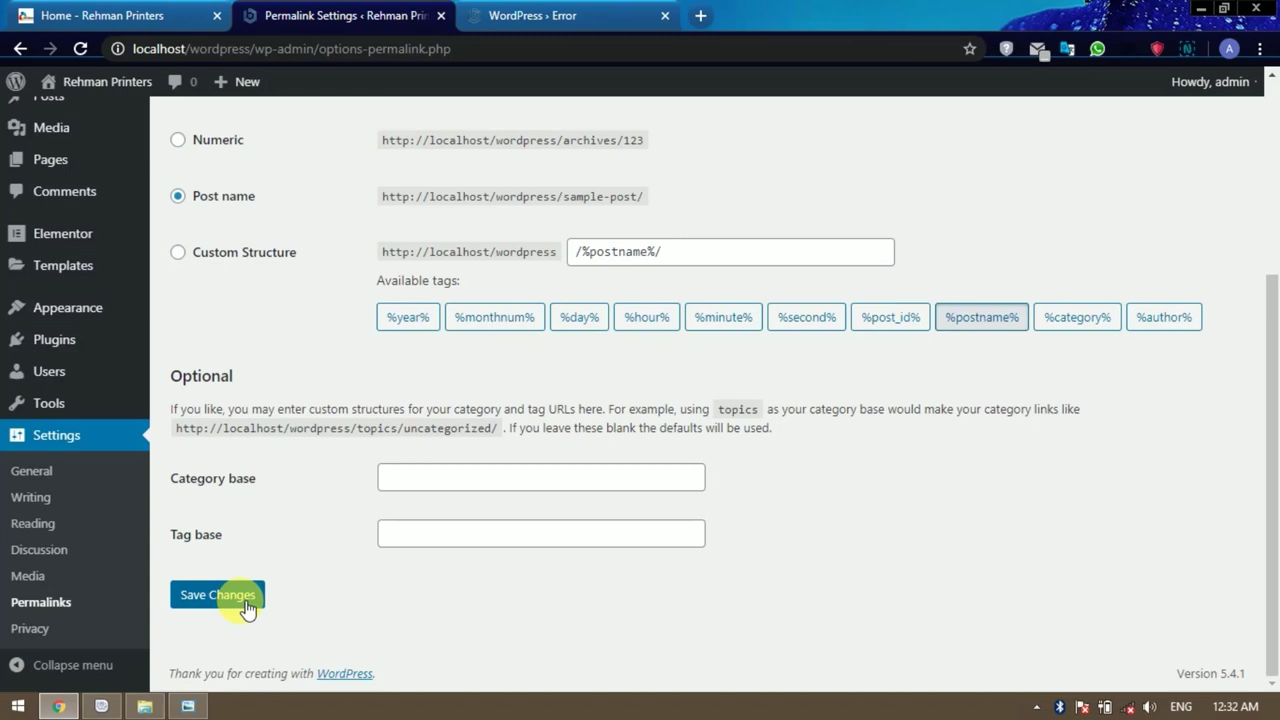 Home - Rehman Printers
Permalink Settings ‹ Rehman Prin
WordPress › Error
localhost/wordpress/wp-admin/options-permalink.php
A
Rehman Printers
0
New
Howdy, admin
Posts
Media
Pages
Comments
Elementor
Templates
Appearance
Plugins
Users
Tools
Settings
General
Writing
Reading
Discussion
Media
Permalinks
Privacy
Collapse menu
Numeric http://localhost/wordpress/archives/123
Post name http://localhost/wordpress/sample-post/
Custom Structure http://localhost/wordpress /%postname%/
Available tags:
%year% %monthnum% %day% %hour% %minute% %second% %post_id% %postname% %category% %author%
Optional
If you like, you may enter custom structures for your category and tag URLs here. For example, using topics as your category base would make your category links like
http://localhost/wordpress/topics/uncategorized/ . If you leave these blank the defaults will be used.
Category base
Tag base
Save Changes
Thank you for creating with WordPress.
Version 5.4.1
ENG
12:32 AM